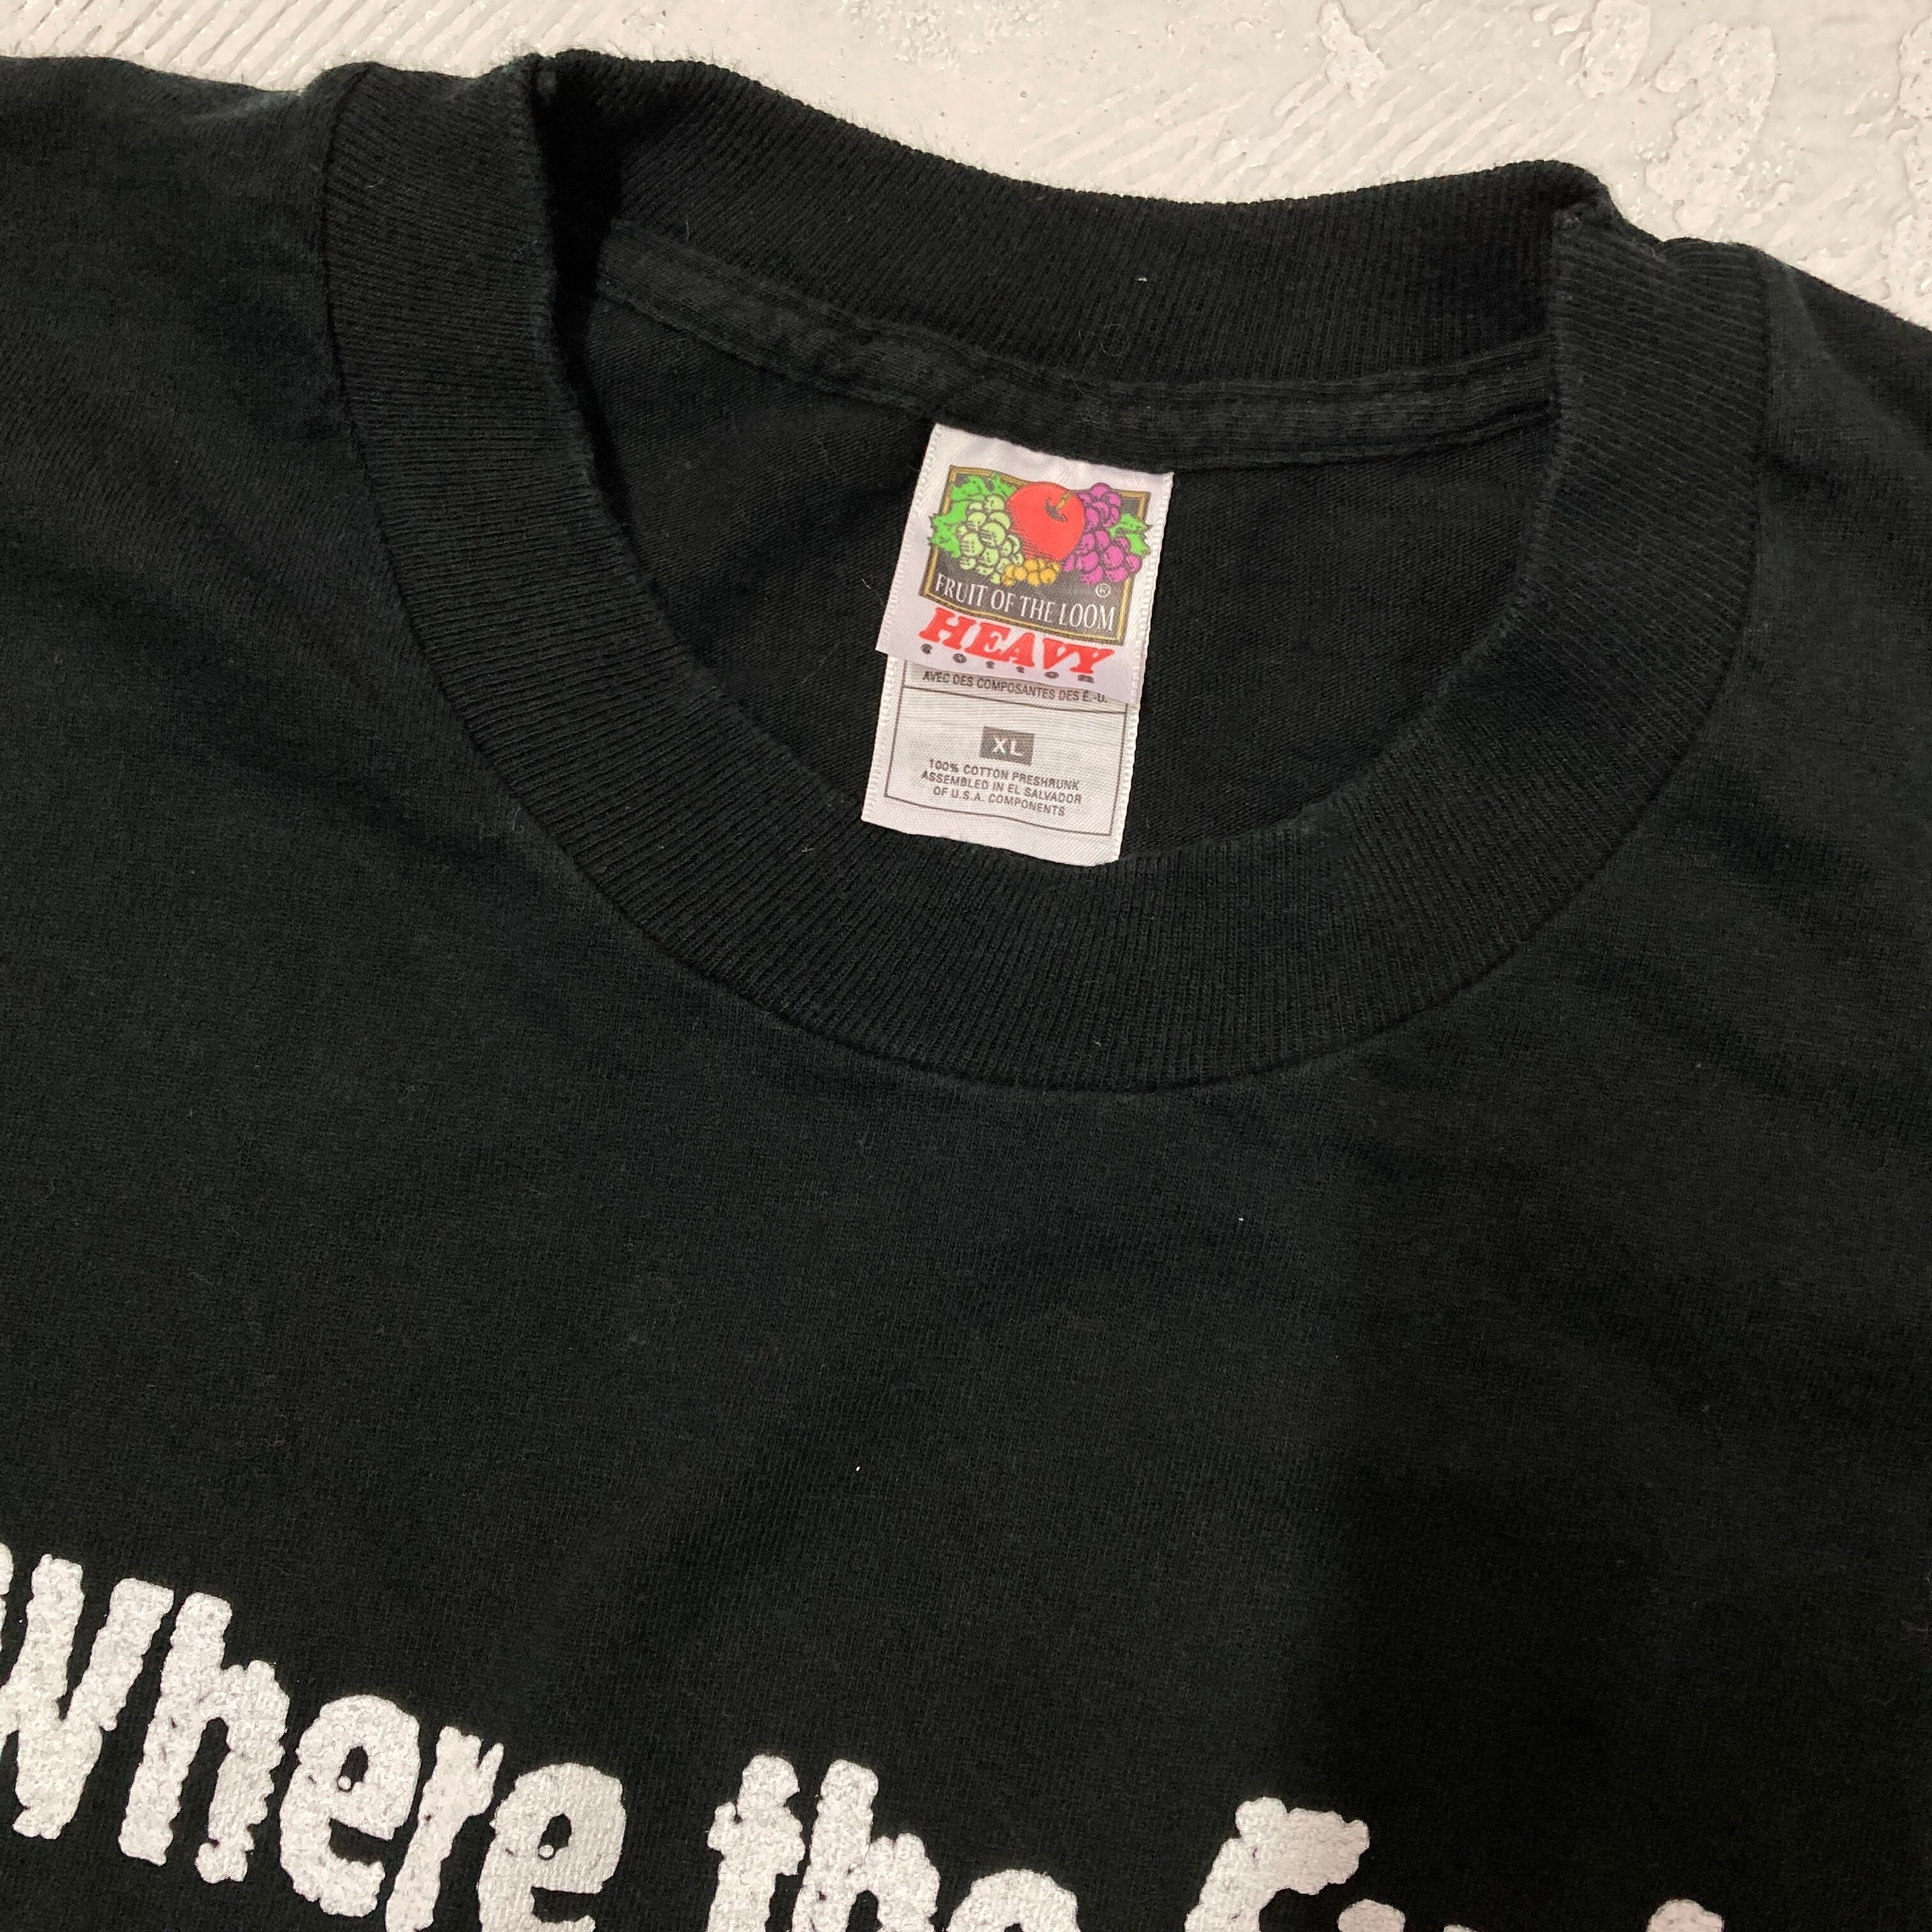 FRUIT OF THE LOOM ®
HEAVY
cotton
AVEC DES COMPOSANTES DES É.-U.
XL
100% COTTON PRESHRUNK
ASSEMBLED IN EL SALVADOR
OF U.S.A. COMPONENTS
where the